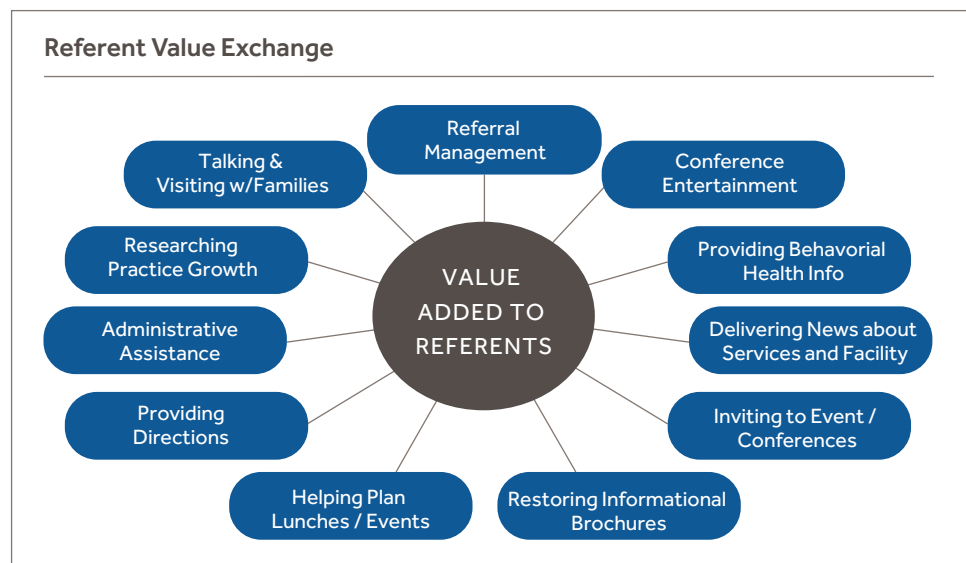 Referent Value Exchange
Referral
Management
Talking &
Visiting w/Families
Conference
Entertainment
Researching
Practice Growth
Providing Behavorial
Health Info
VALUE
ADDED TO
REFERENTS
Administrative
Assistance
Delivering News about
Services and Facility
Providing
Directions
Inviting to Event /
Conferences
Helping Plan
Lunches / Events
Restoring Informational
Brochures